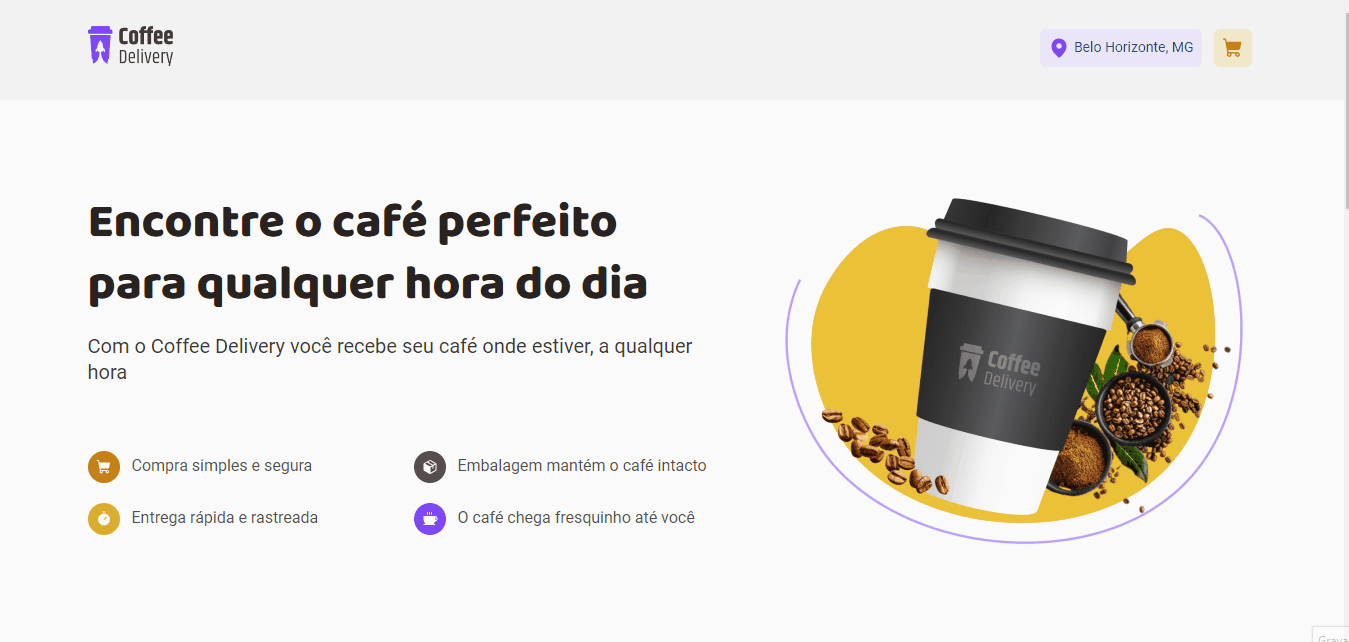 Coffee
Delivery
Belo Horizonte, MG
Encontre o café perfeito
para qualquer hora do dia
Com o Coffee Delivery você recebe seu café onde estiver, a qualquer
hora
Compra simples e segura
Embalagem mantém o café intacto
Entrega rápida e rastreada
O café chega fresquinho até você
Coffee
Delivery